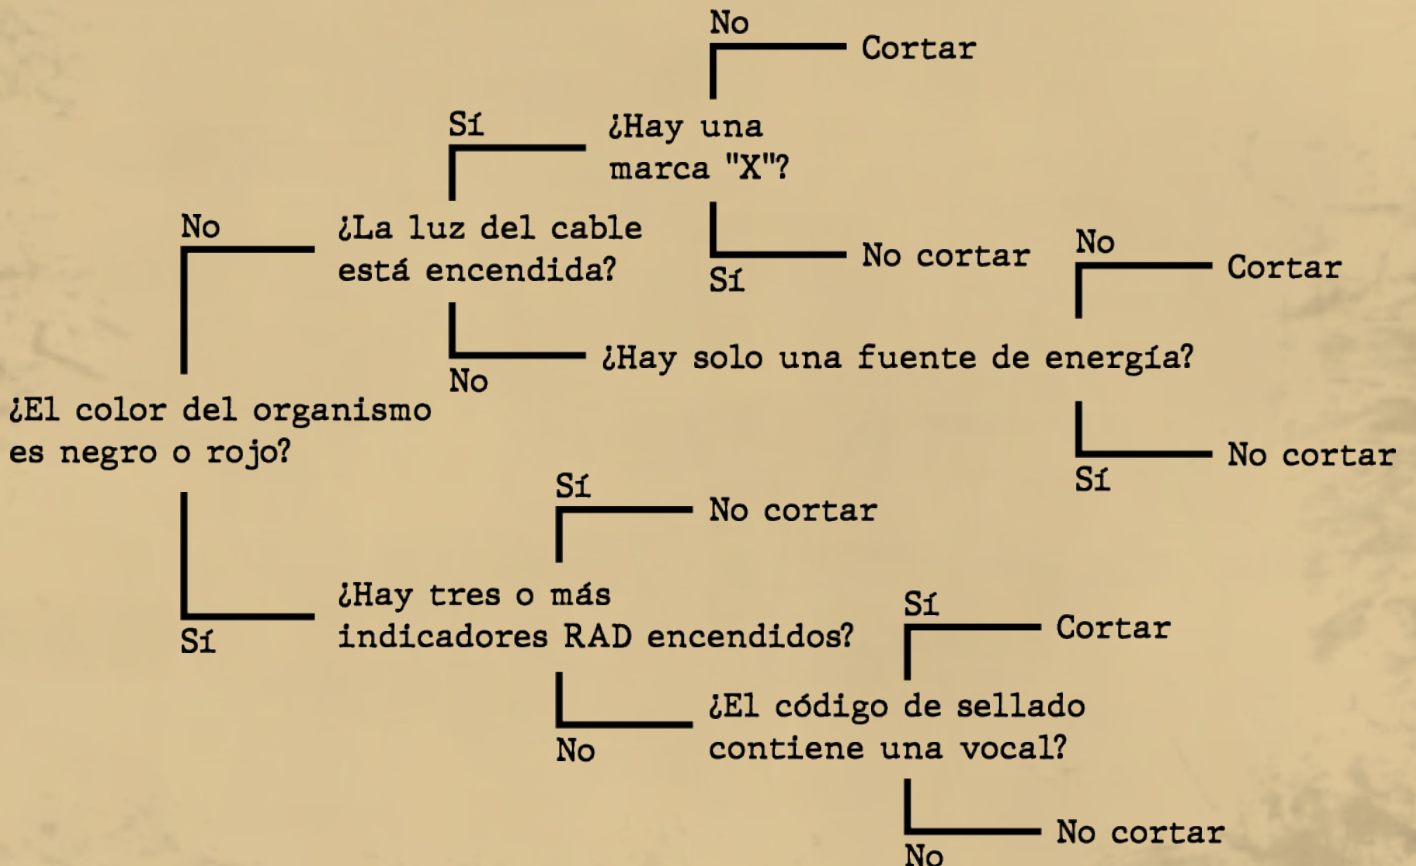 No
Cortar
Sí
¿Hay una
marca "X"?
No
¿La luz del cable
está encendida?
Sí
No cortar
No
Cortar
No
¿Hay solo una fuente de energía?
¿El color del organismo
es negro o rojo?
Sí
No cortar
Sí
No cortar
¿Hay tres o más
indicadores RAD encendidos?
Sí
Sí
Cortar
No
¿El código de sellado
contiene una vocal?
No
No cortar